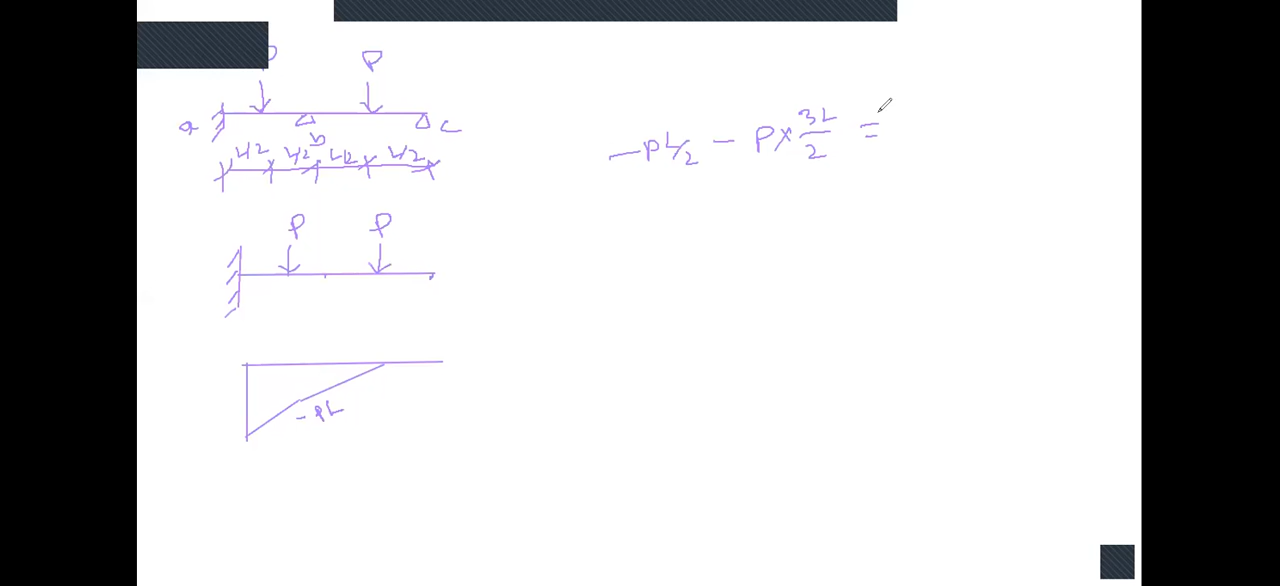 P P
a b c
L/2 L/2 L/2 L/2
-PL/2 - P x 3L/2 =
P P
-PL